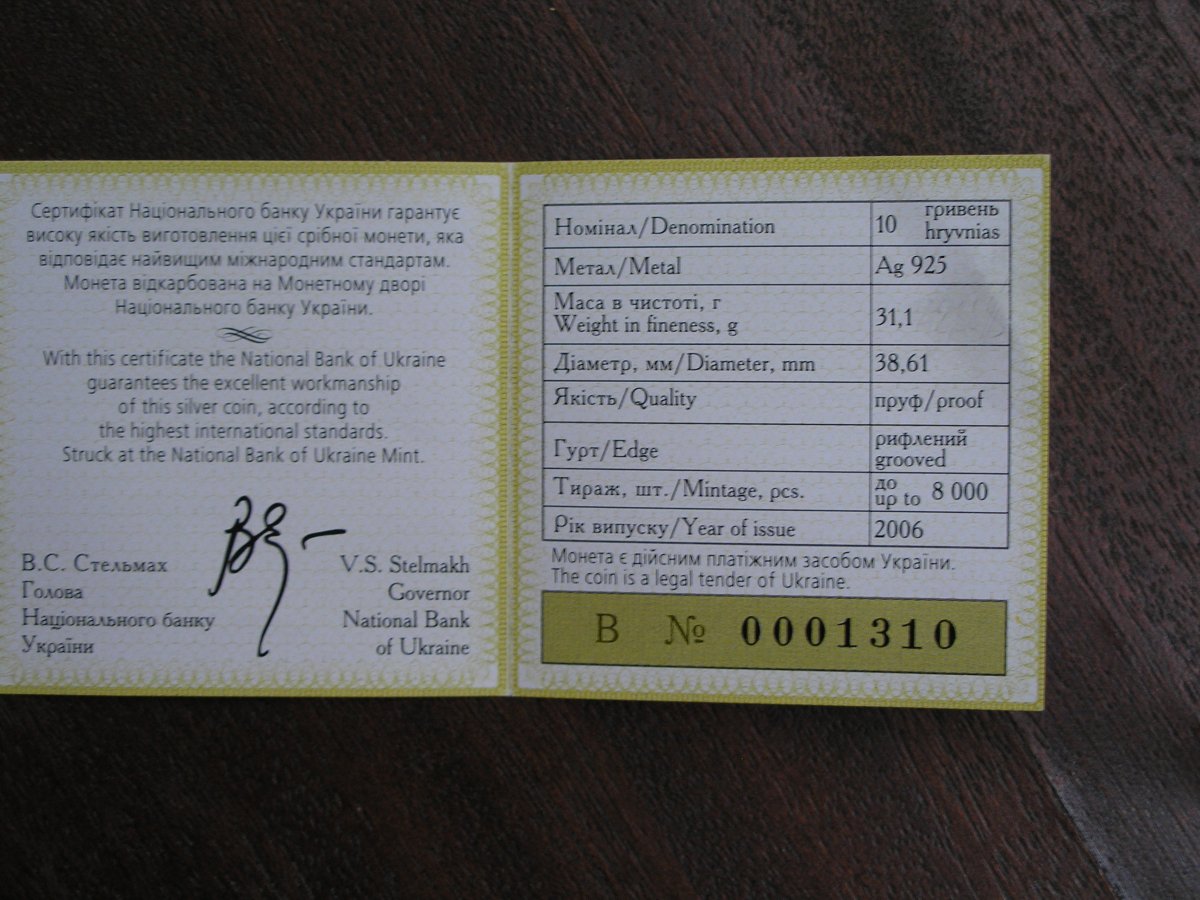 Сертифікат Національного банку України гарантує
високу якість виготовлення цієї срібної монети, яка
відповідає найвищим міжнародним стандартам.
Монета відкарбована на Монетному дворі
Національного банку України.
With this certificate the National Bank of Ukraine
guarantees the excellent workmanship
of this silver coin, according to
the highest international standards.
Struck at the National Bank of Ukraine Mint.
В.С. Стельмах
Голова
Національного банку
України
V.S. Stelmakh
Governor
National Bank
of Ukraine
Номінал/Denomination 10 гривень
hryvnias
Метал/Metal Ag 925
Маса в чистоті, г
Weight in fineness, g 31,1
Діаметр, мм/Diameter, mm 38,61
Якість/Quality пруф/proof
Гурт/Edge рифлений
grooved
Тираж, шт./Mintage, pcs. до
up to 8 000
Рік випуску/Year of issue 2006
Монета є дійсним платіжним засобом України.
The coin is a legal tender of Ukraine.
В № 0001310